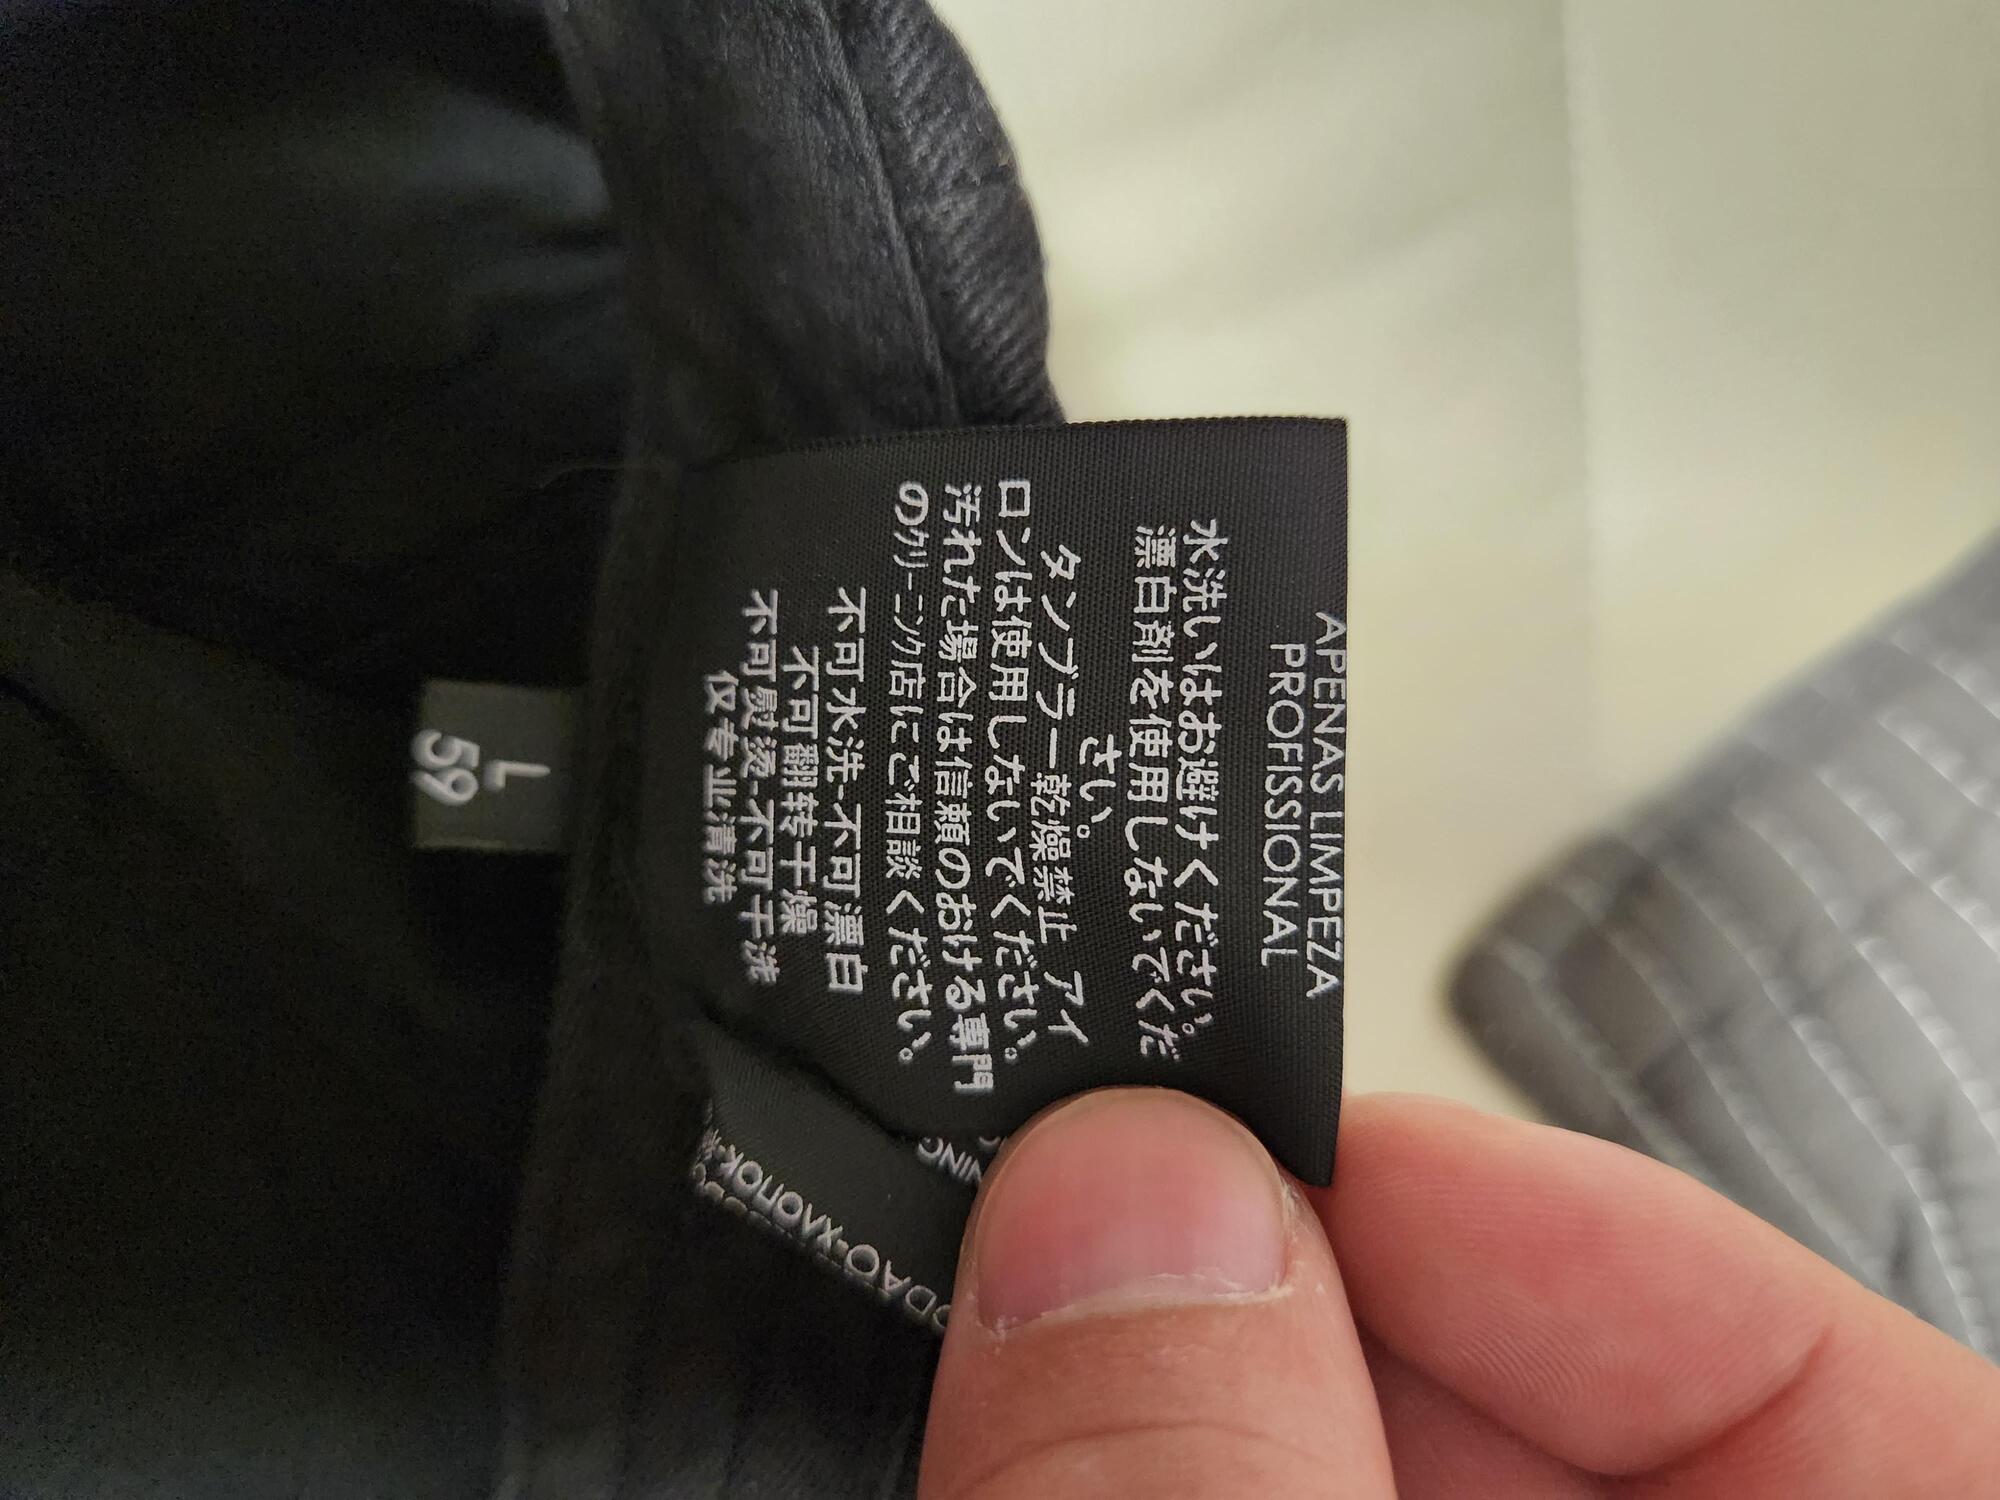 APENAS LIMPEZA
PROFISSIONAL
水洗いはお避けください。
漂白剤を使用しないでくだ
さい。
タンブラー乾燥禁止 アイ
ロンは使用しないでください。
汚れた場合は信頼のおける専門
のクリーニング店にご相談ください。
不可水洗-不可漂白
不可翻转干燥
不可熨烫-不可干洗
仅专业清洗
L
59